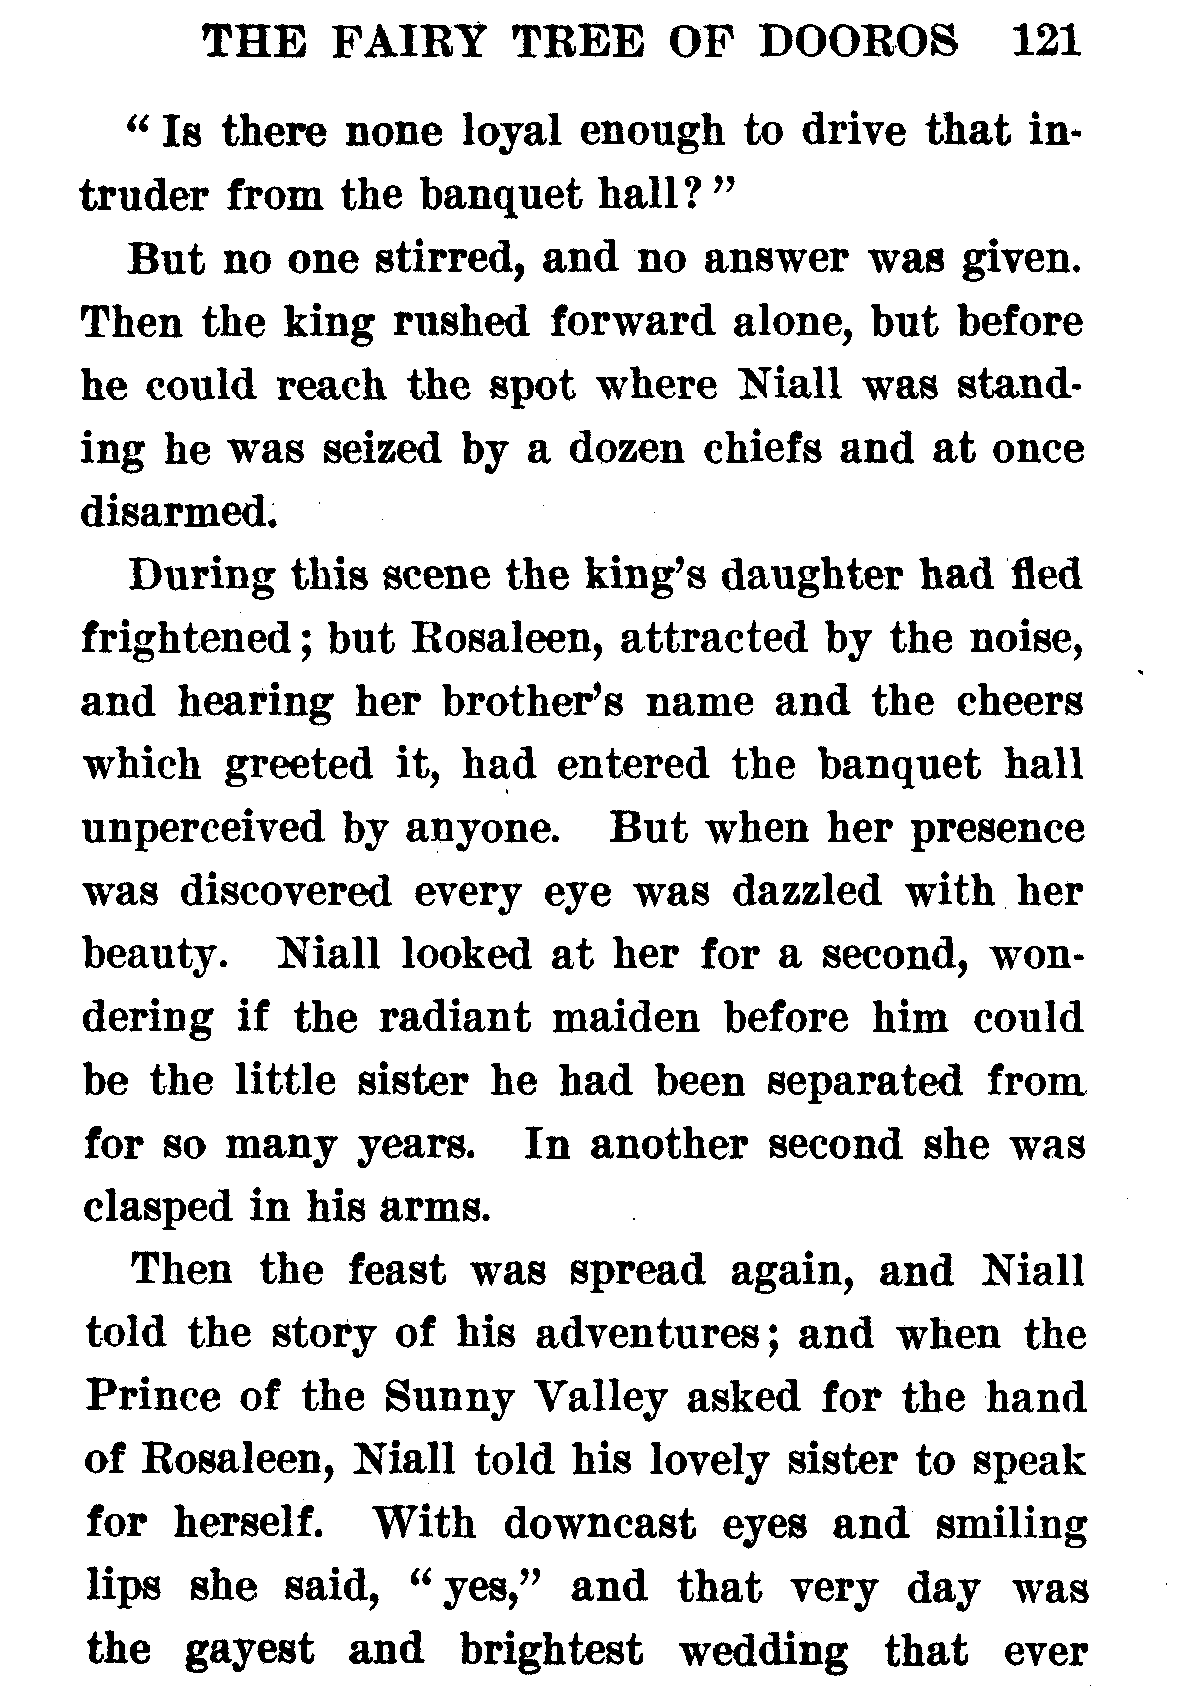 THE FAIRY TREE OF DOOROS 121
“ Is there none loyal enough to drive that in-
truder from the banquet hall? ”
But no one stirred, and no answer was given.
Then the king rushed forward alone, but before
he could reach the spot where Niall was stand-
ing he was seized by a dozen chiefs and at once
disarmed.
During this scene the king’s daughter had fled
frightened; but Rosaleen, attracted by the noise,
and hearing her brother’s name and the cheers
which greeted it, had entered the banquet hall
unperceived by anyone. But when her presence
was discovered every eye was dazzled with her
beauty. Niall looked at her for a second, won-
dering if the radiant maiden before him could
be the little sister he had been separated from
for so many years. In another second she was
clasped in his arms.
Then the feast was spread again, and Niall
told the story of his adventures; and when the
Prince of the Sunny Valley asked for the hand
of Rosaleen, Niall told his lovely sister to speak
for herself. With downcast eyes and smiling
lips she said, “ yes,” and that very day was
the gayest and brightest wedding that ever